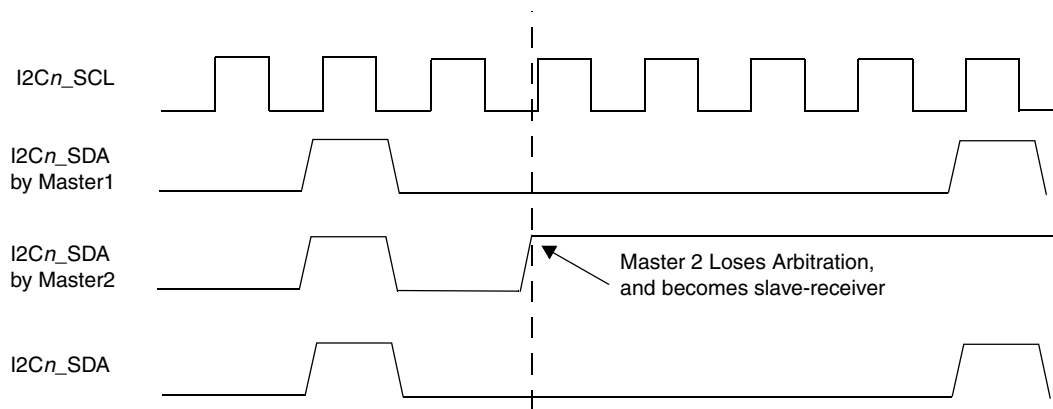 I2Cn_SCL
I2Cn_SDA
by Master1
I2Cn_SDA
by Master2
Master 2 Loses Arbitration,
and becomes slave-receiver
I2Cn_SDA